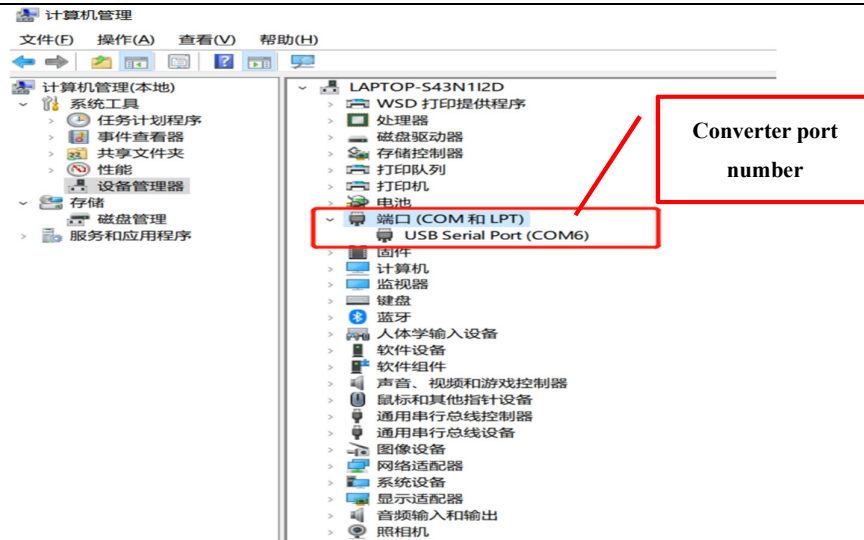 计算机管理
文件(F) 操作(A) 查看(V) 帮助(H)
计算机管理(本地)
系统工具
任务计划程序
事件查看器
共享文件夹
性能
设备管理器
存储
磁盘管理
服务和应用程序
LAPTOP-S43N1I2D
WSD 打印提供程序
处理器
磁盘驱动器
存储控制器
打印队列
打印机
电池
端口 (COM 和 LPT)
USB Serial Port (COM6)
固件
计算机
监视器
键盘
蓝牙
人体学输入设备
软件设备
软件组件
声音、视频和游戏控制器
鼠标和其他指针设备
通用串行总线控制器
通用串行总线设备
图像设备
网络适配器
系统设备
显示适配器
音频输入和输出
照相机
Converter port
number